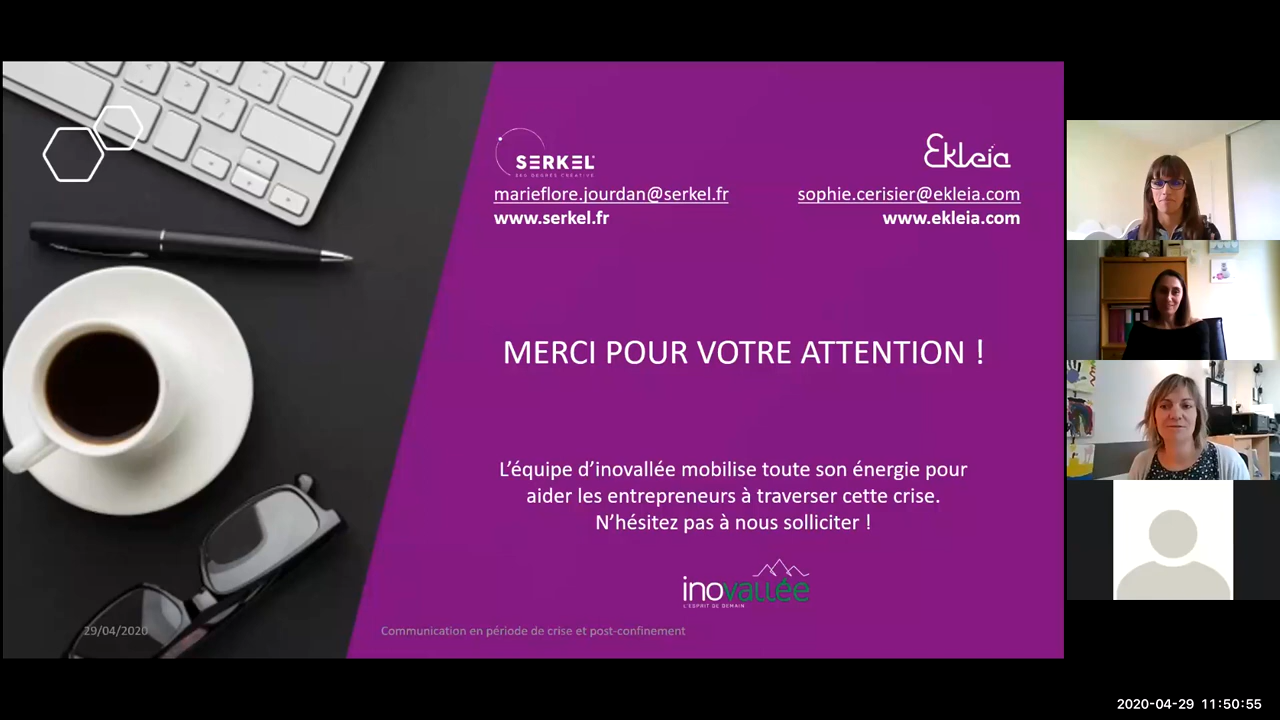 SERKEL
360 DEGRÉS CRÉATIVE
marieflore.jourdan@serkel.fr
www.serkel.fr
Ekleia
sophie.cerisier@ekleia.com
www.ekleia.com
MERCI POUR VOTRE ATTENTION !
L’équipe d’inovallée mobilise toute son énergie pour
aider les entrepreneurs à traverser cette crise.
N’hésitez pas à nous solliciter !
inovallée
L'ESPRIT DE DEMAIN
29/04/2020
Communication en période de crise et post-confinement
2020-04-29 11:50:55